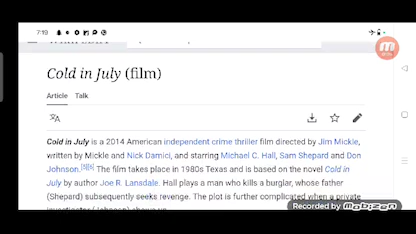 7:19
Cold in July (film)
Article Talk
Cold in July is a 2014 American independent crime thriller film directed by Jim Mickle,
written by Mickle and Nick Damici, and starring Michael C. Hall, Sam Shepard and Don
Johnson.[5][6] The film takes place in 1980s Texas and is based on the novel Cold in
July by author Joe R. Lansdale. Hall plays a man who kills a burglar, whose father
(Shepard) subsequently seeks revenge. The plot is further complicated when a private
Recorded by mobizen